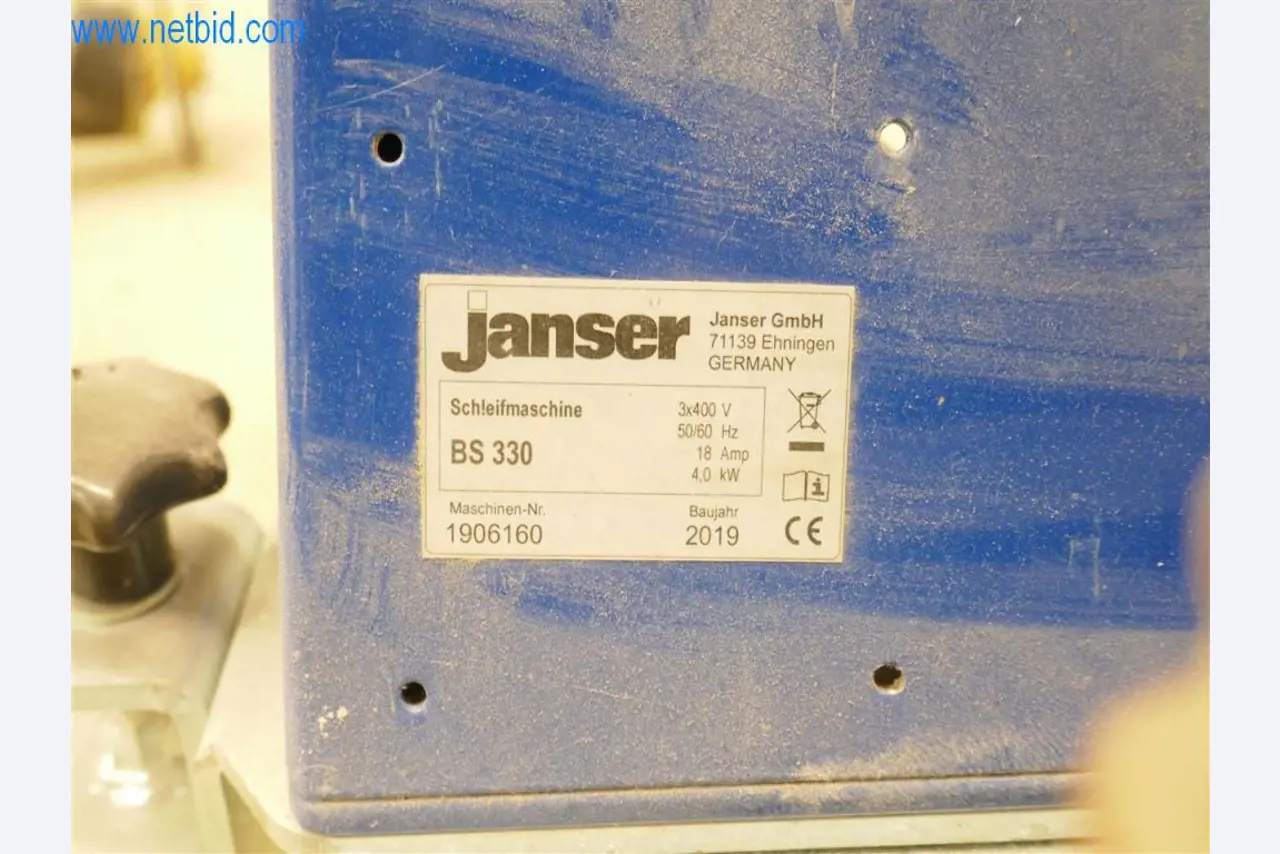 www.netbid.com
janser
Janser GmbH
71139 Ehningen
GERMANY
Schleifmaschine
BS 330
3x400 V
50/60 Hz
18 Amp
4,0 kW
i
Maschinen-Nr.
1906160
Baujahr
2019
CE